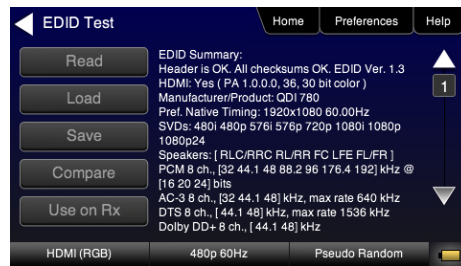 EDID Test
Home
Preferences
Help
Read
Load
Save
Compare
Use on Rx
EDID Summary:
Header is OK. All checksums OK. EDID Ver. 1.3
HDMI: Yes ( PA 1.0.0.0, 36, 30 bit color )
Manufacturer/Product: QDI 780
Pref. Native Timing: 1920x1080 60.00Hz
SVDs: 480i 480p 576i 576p 720p 1080i 1080p
1080p24
Speakers: [ RLC/RRC RL/RR FC LFE FL/FR ]
PCM 8 ch., [32 44.1 48 88.2 96 176.4 192] kHz @
[16 20 24] bits
AC-3 8 ch., [32 44.1 48] kHz, max rate 640 kHz
DTS 8 ch., [ 44.1 48] kHz, max rate 1536 kHz
Dolby DD+ 8 ch., [ 44.1 48] kHz
1
HDMI (RGB)
480p 60Hz
Pseudo Random